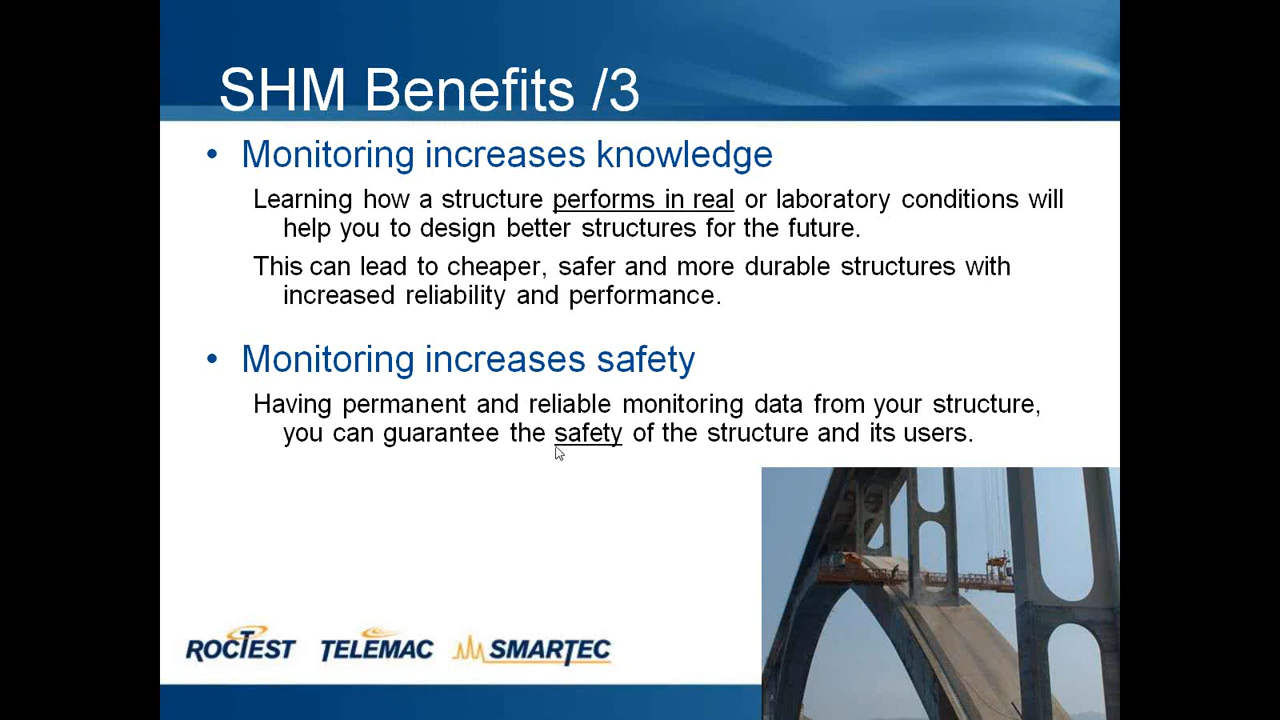 SHM Benefits /3
• Monitoring increases knowledge
Learning how a structure performs in real or laboratory conditions will
help you to design better structures for the future.
This can lead to cheaper, safer and more durable structures with
increased reliability and performance.
• Monitoring increases safety
Having permanent and reliable monitoring data from your structure,
you can guarantee the safety of the structure and its users.
ROCTEST TELEMAC SMARTEC